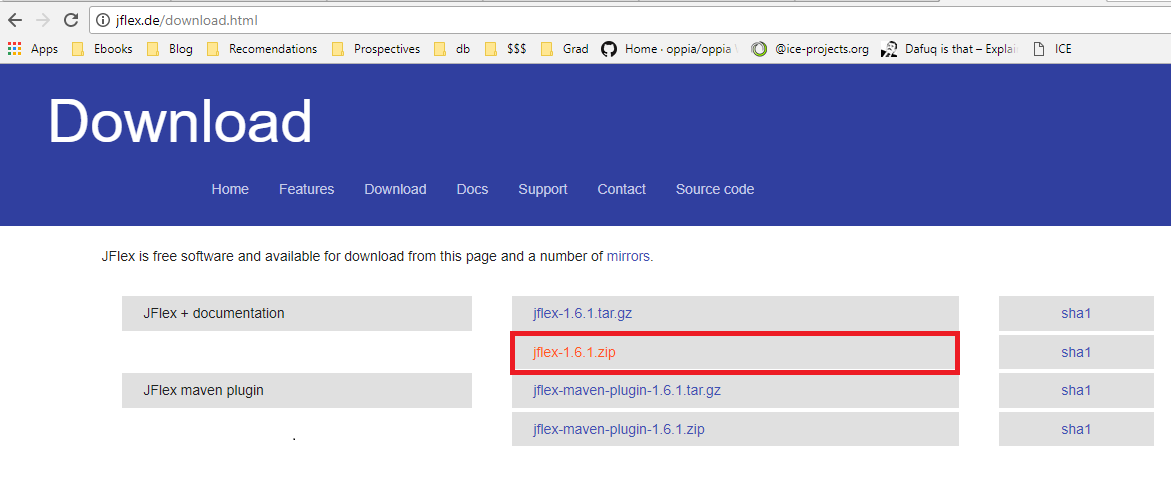 jflex.de/download.html
Apps Ebooks Blog Recomendations Prospectives db $$$ Grad Home · oppia/oppia @ice-projects.org Dafuq is that – Explai ICE
Download
Home Features Download Docs Support Contact Source code
JFlex is free software and available for download from this page and a number of mirrors.
JFlex + documentation jflex-1.6.1.tar.gz sha1
jflex-1.6.1.zip sha1
JFlex maven plugin jflex-maven-plugin-1.6.1.tar.gz sha1
. jflex-maven-plugin-1.6.1.zip sha1